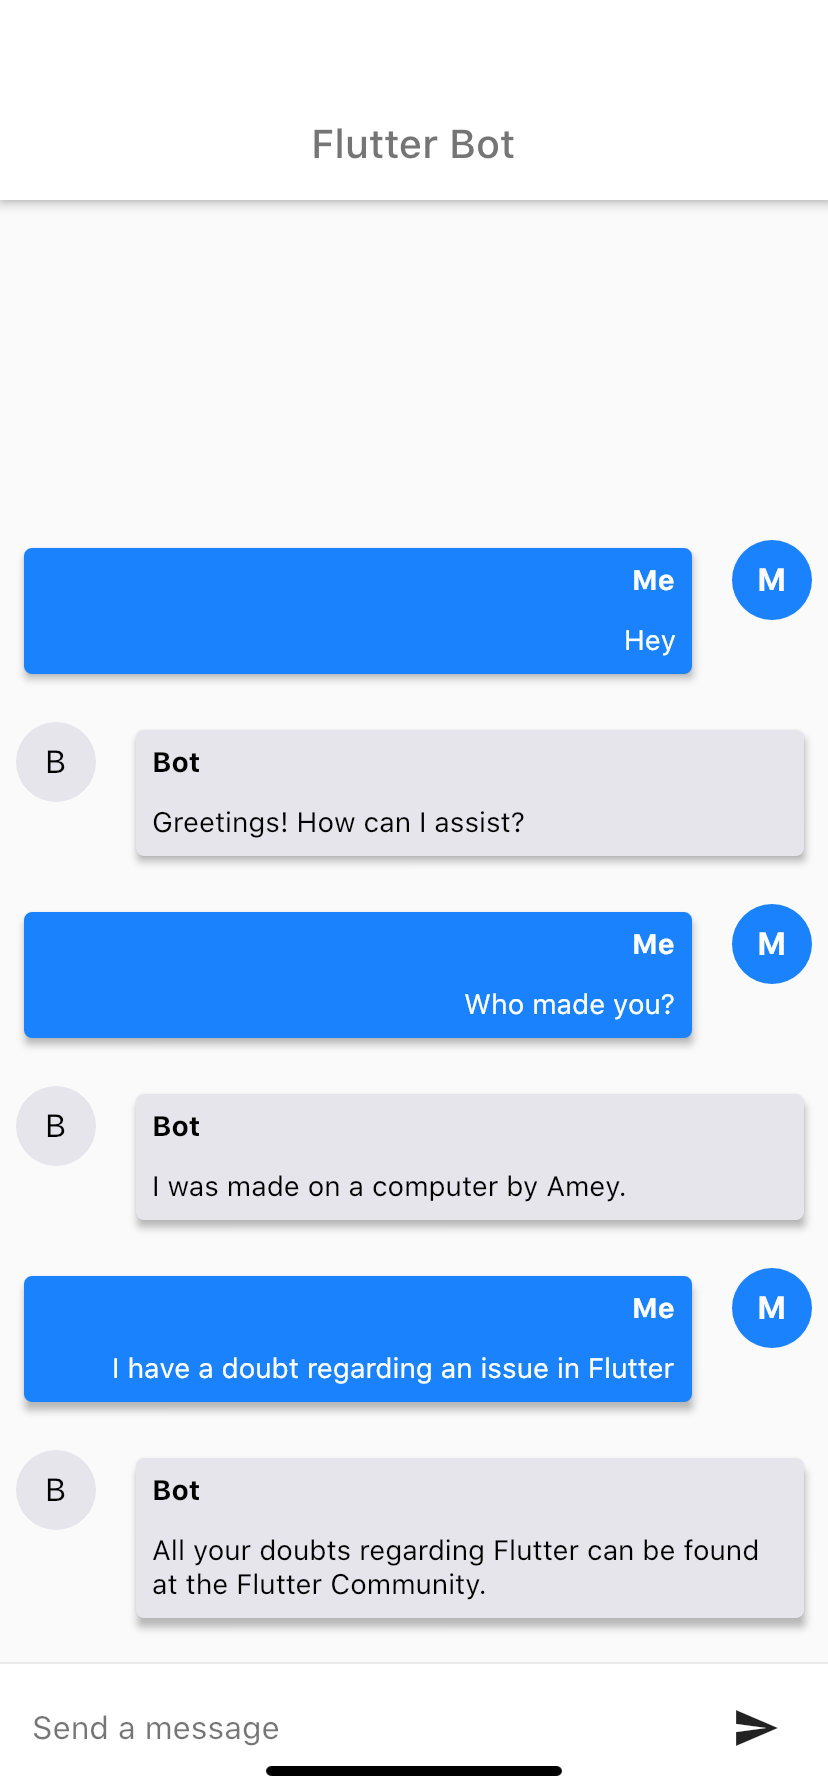 Flutter Bot
Me
M
Hey
B
Bot
Greetings! How can I assist?
Me
M
Who made you?
B
Bot
I was made on a computer by Amey.
Me
M
I have a doubt regarding an issue in Flutter
B
Bot
All your doubts regarding Flutter can be found
at the Flutter Community.
Send a message